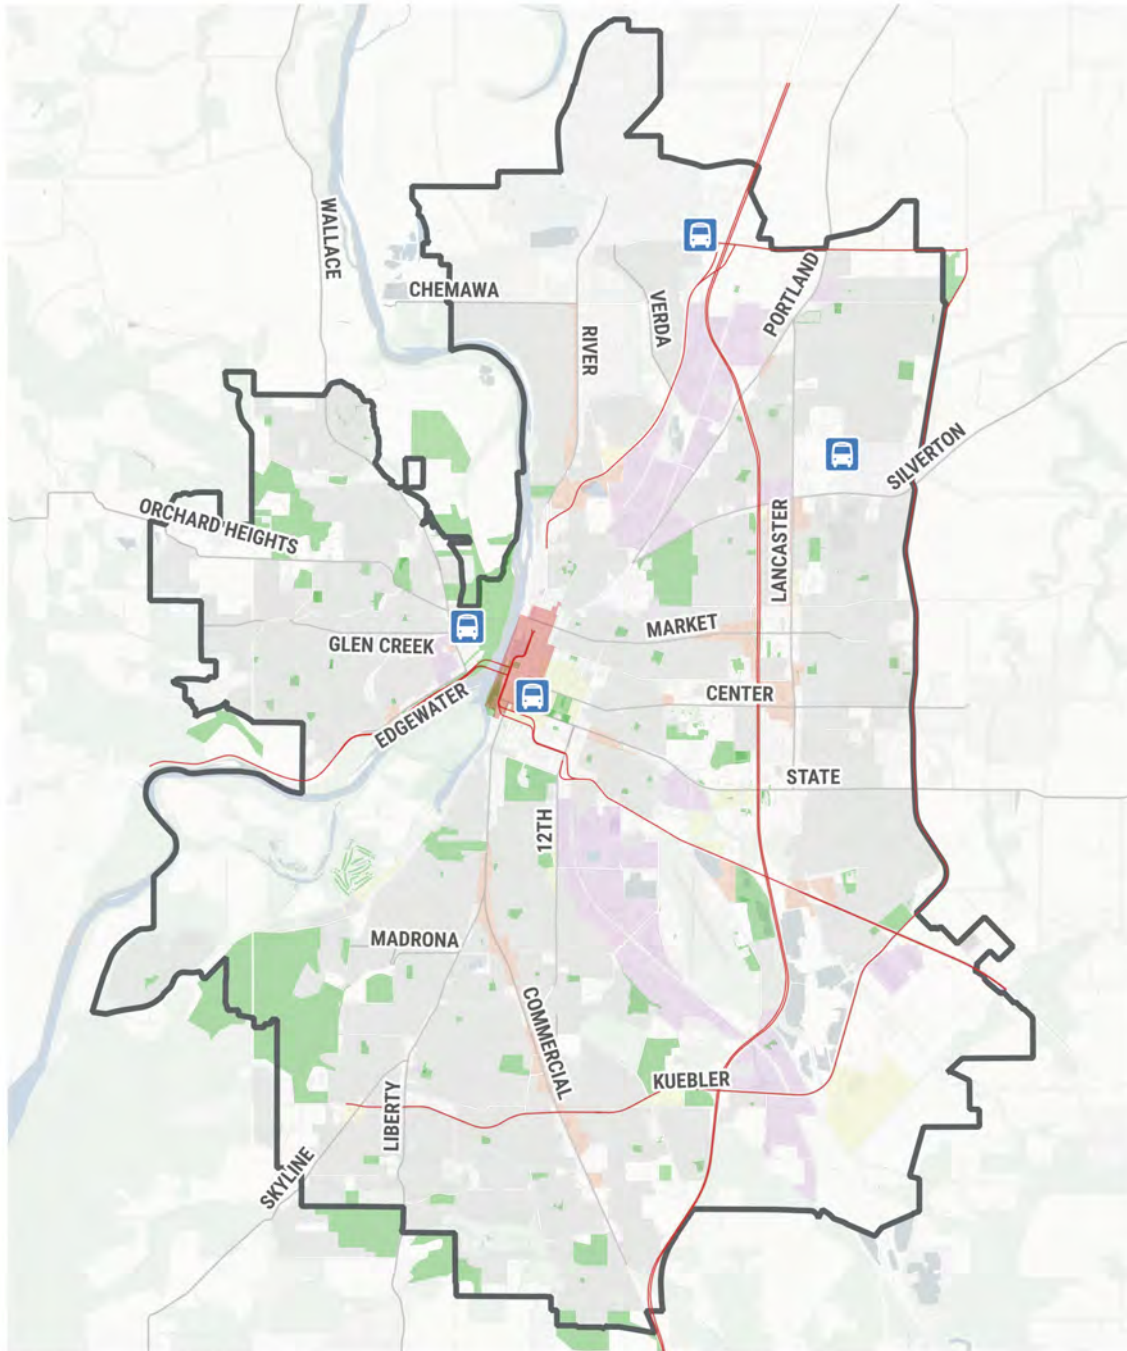 WALLACE
CHEMAWA
VERDA
PORTLAND
RIVER
SILVERTON
ORCHARD HEIGHTS
LANCASTER
GLEN CREEK
MARKET
EDGEWATER
CENTER
STATE
12TH
MADRONA
COMMERCIAL
KUEBLER
LIBERTY
SKYLINE